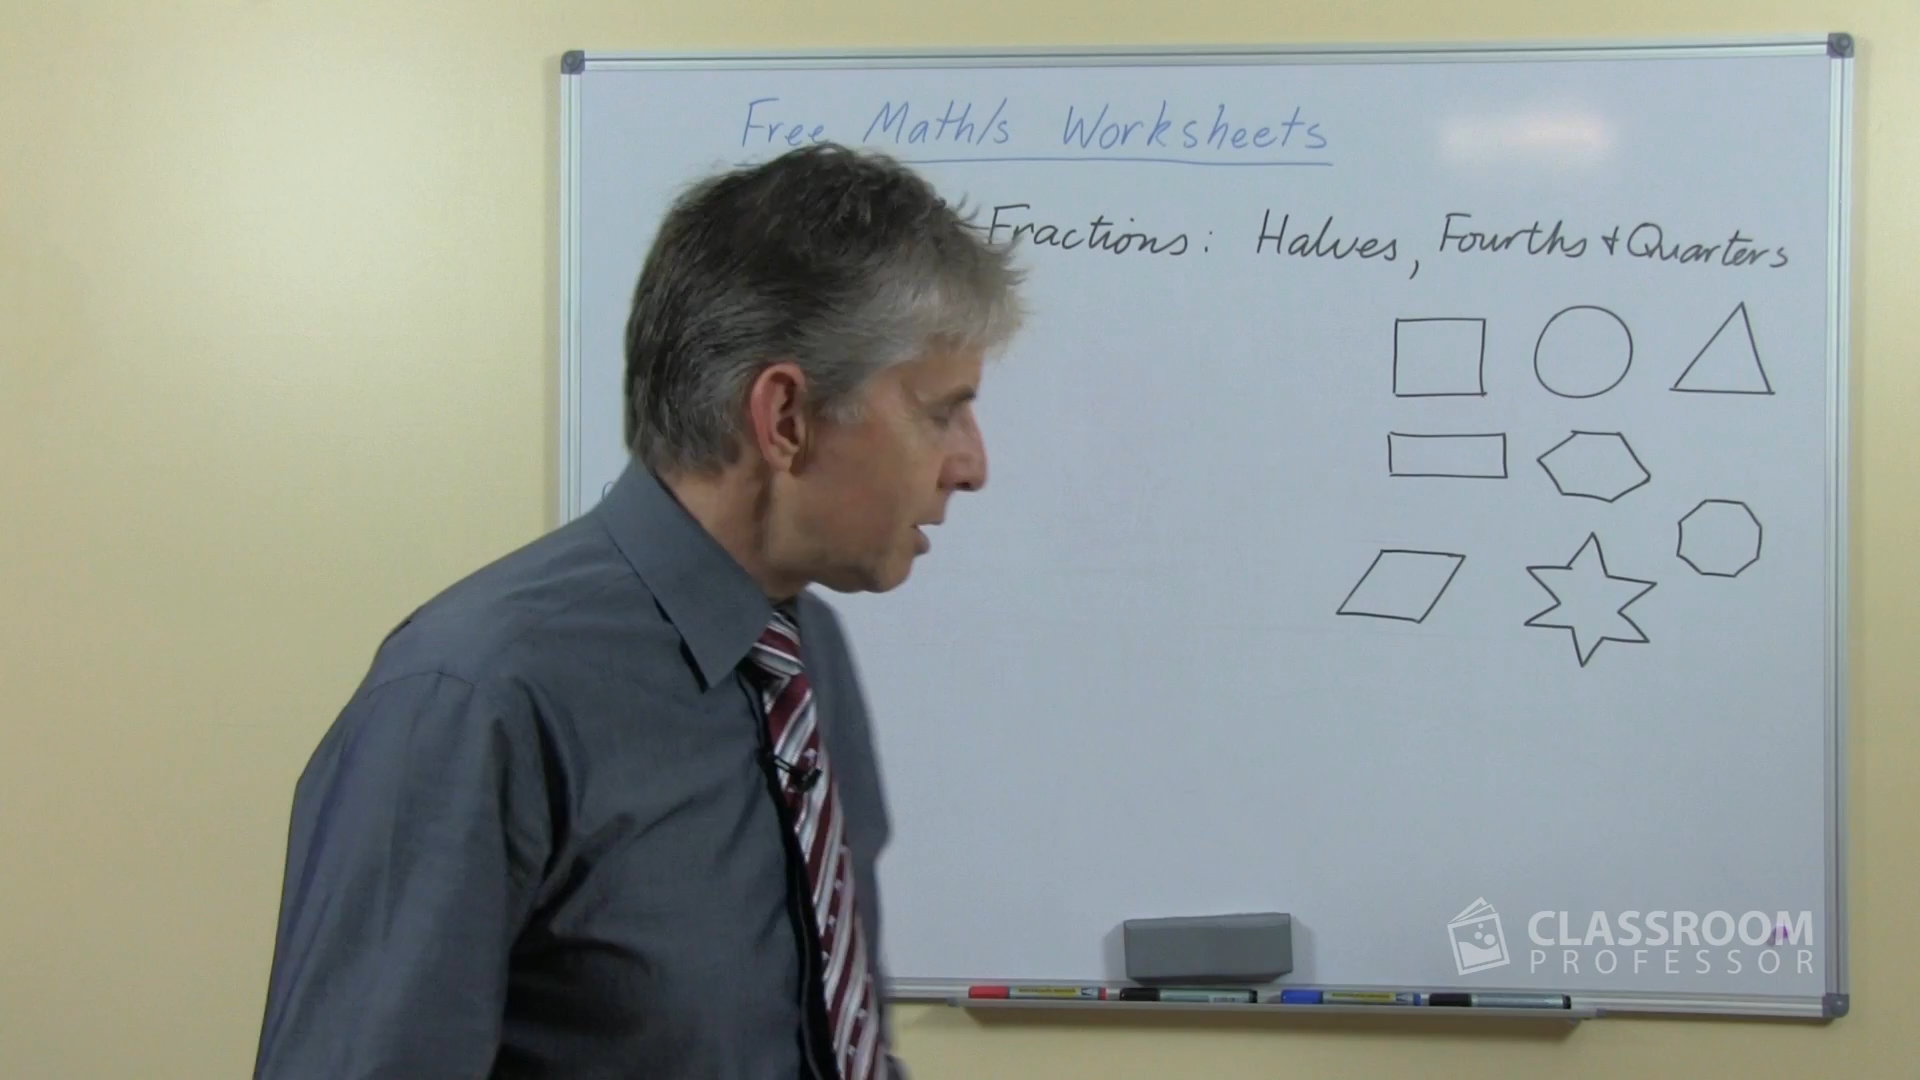 Free Math/s Worksheets
Fractions: Halves, Fourths & Quarters
CLASSROOM
PROFESSOR